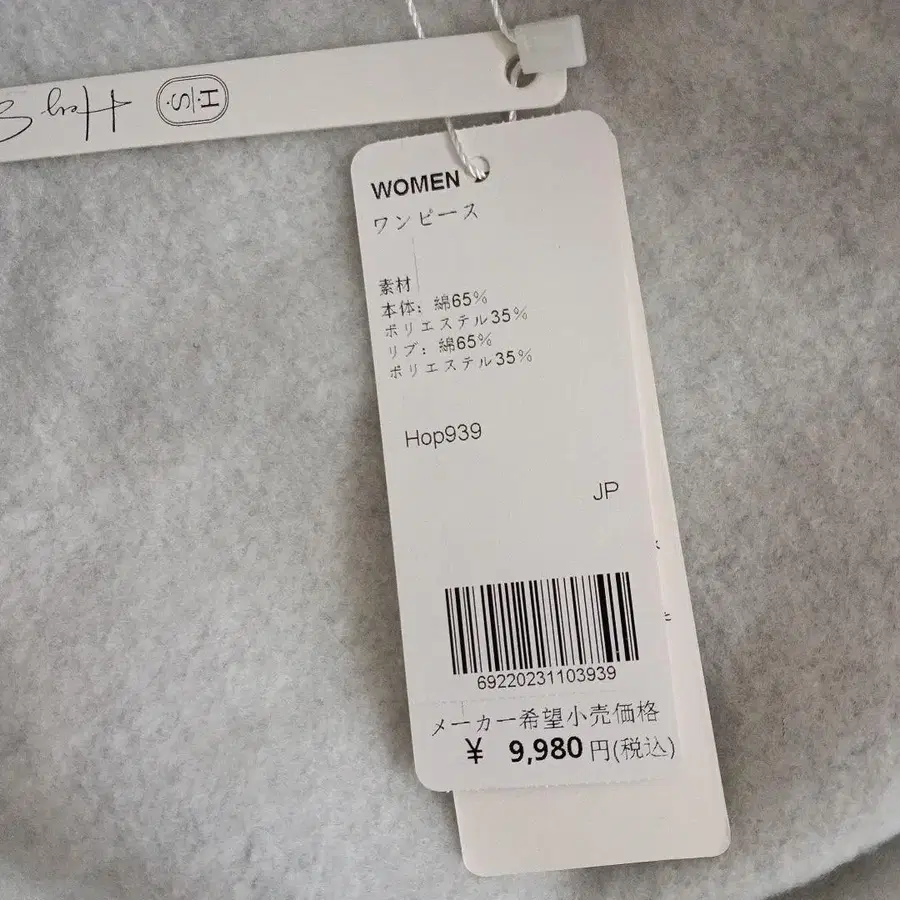 H.S
Hey
WOMEN
ワンピース
素材
本体：綿65%
ポリエステル35%
リブ：綿65%
ポリエステル35%
Hop939
JP
69220231103939
メーカー希望小売価格
¥ 9,980円(税込)